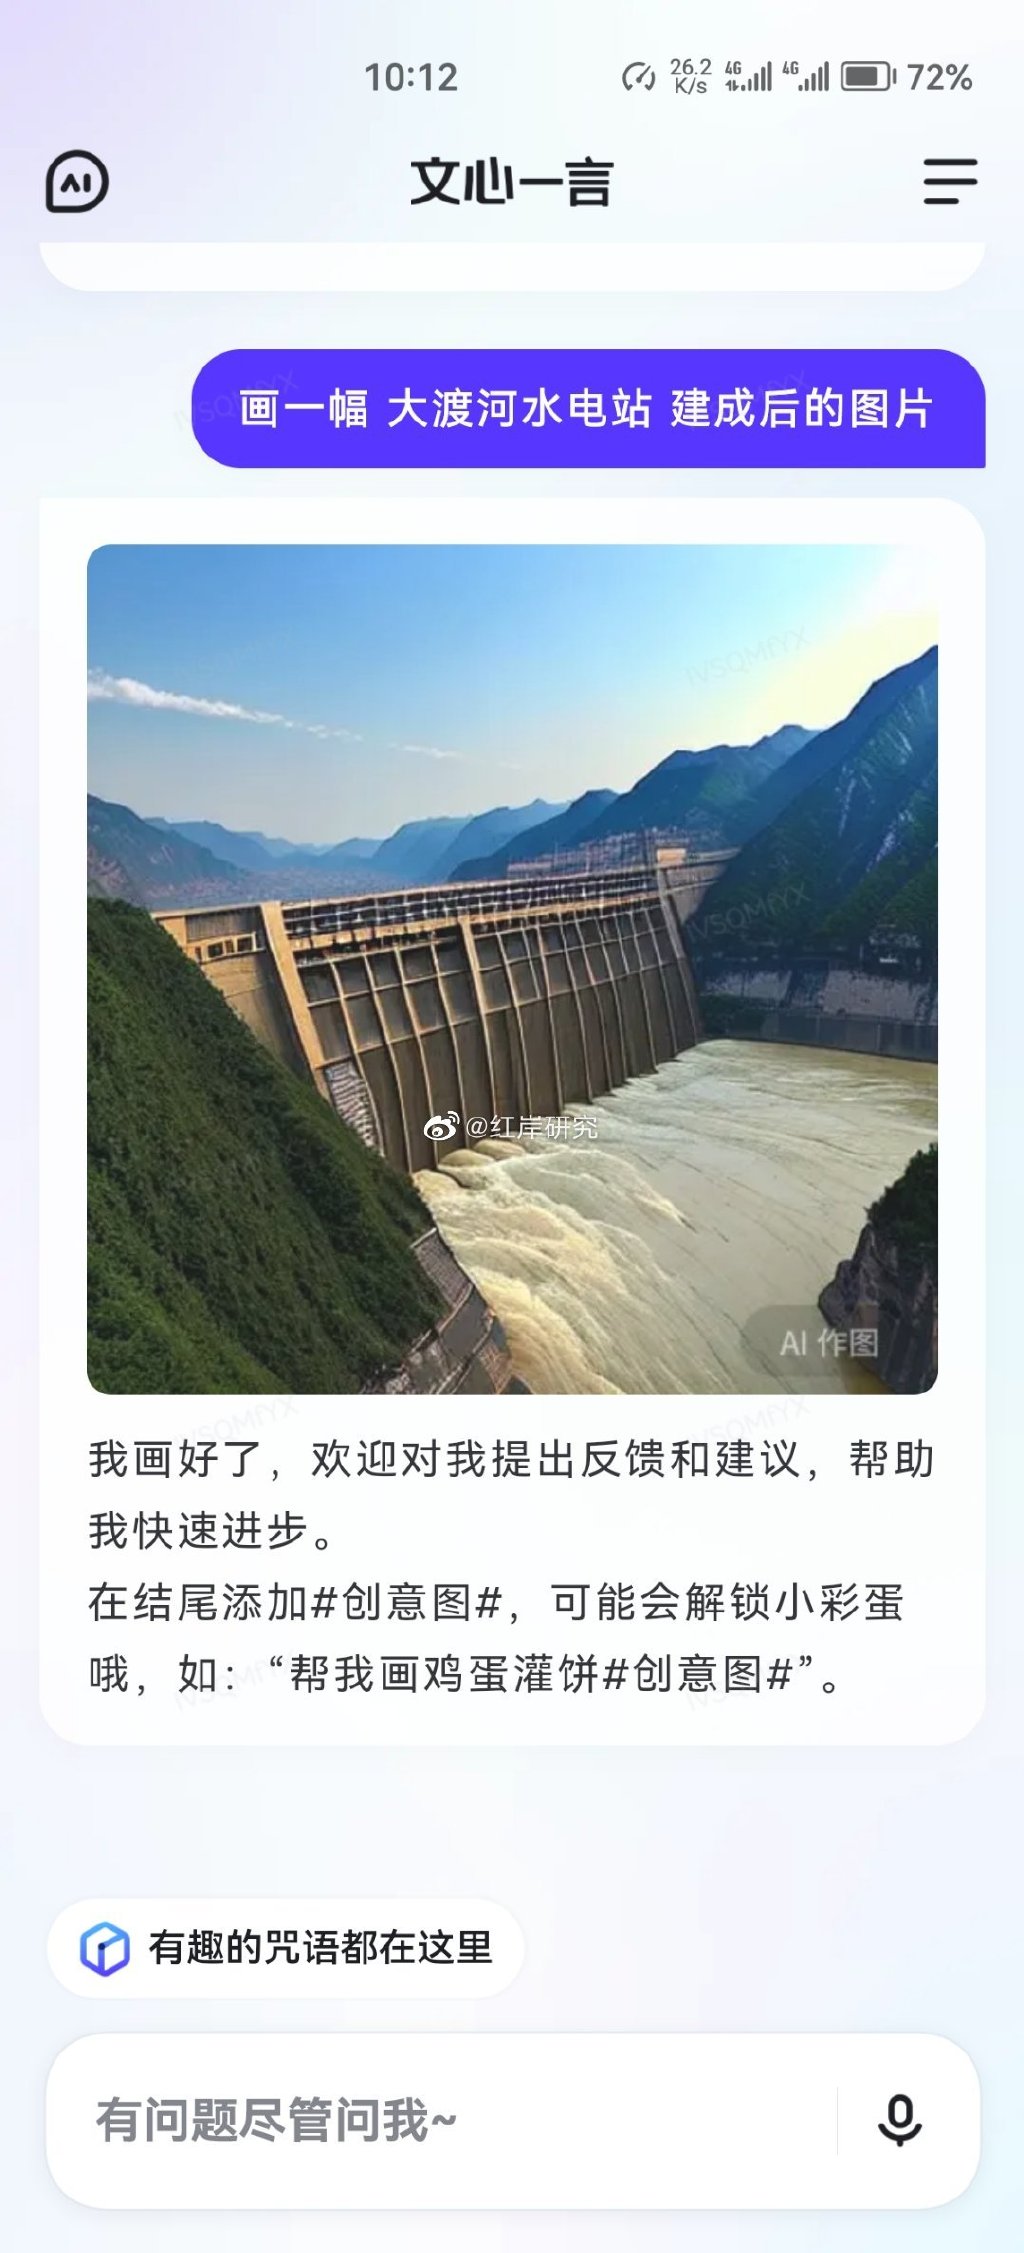 10:12
26.2 K/s 4G 4G 72%
AI
文心一言
画一幅 大渡河水电站 建成后的图片
IVSQMfYX
@红岸研究
AI 作图
我画好了，欢迎对我提出反馈和建议，帮助
我快速进步。
在结尾添加#创意图#，可能会解锁小彩蛋
哦，如：“帮我画鸡蛋灌饼#创意图#”。
有趣的咒语都在这里
有问题尽管问我~